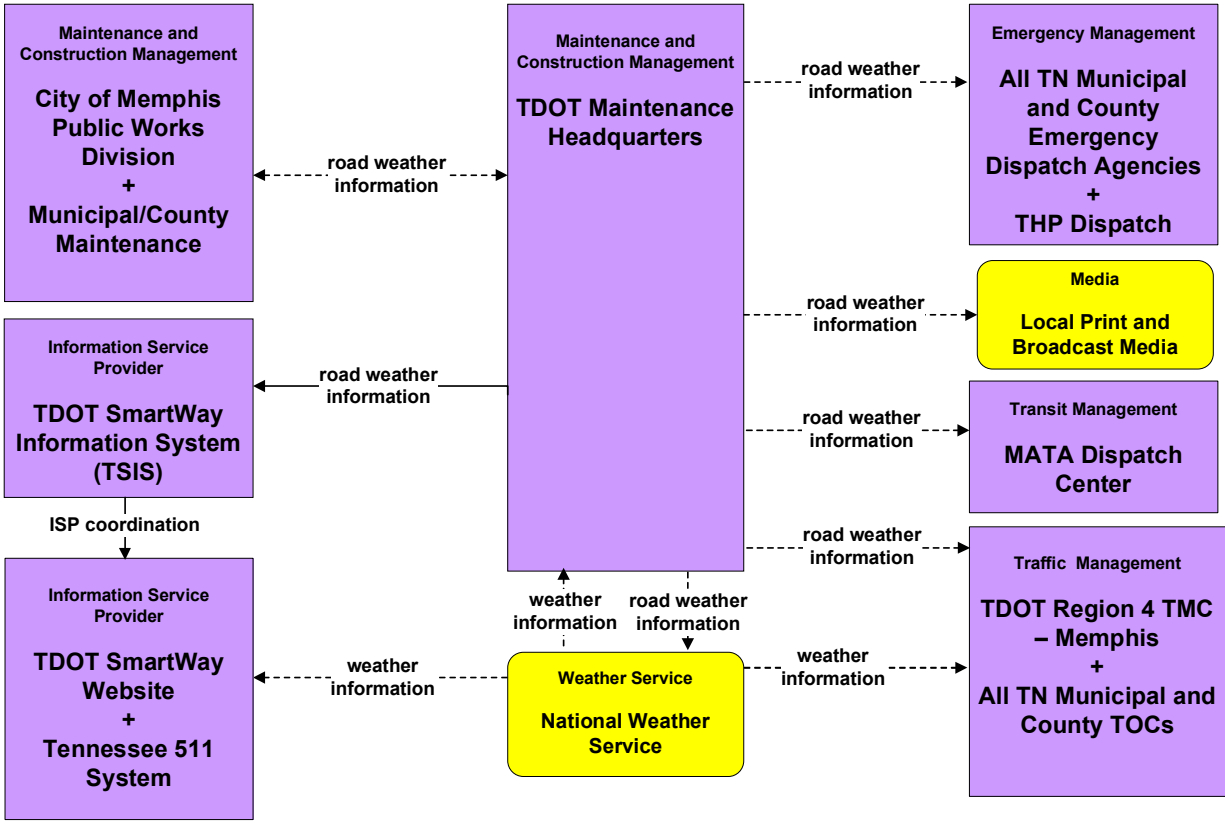 Maintenance and
Construction Management
City of Memphis
Public Works
Division
+
Municipal/County
Maintenance
road weather
information
Maintenance and
Construction Management
TDOT Maintenance
Headquarters
road weather
information
Emergency Management
All TN Municipal
and County
Emergency
Dispatch Agencies
+
THP Dispatch
road weather
information
Media
Local Print and
Broadcast Media
Information Service
Provider
TDOT SmartWay
Information System
(TSIS)
road weather
information
road weather
information
Transit Management
MATA Dispatch
Center
ISP coordination
road weather
information
Traffic  Management
TDOT Region 4 TMC
– Memphis
+
All TN Municipal and
County TOCs
Information Service
Provider
TDOT SmartWay
Website
+
Tennessee 511
System
weather
information
weather
information
road weather
information
Weather Service
National Weather
Service
weather
information